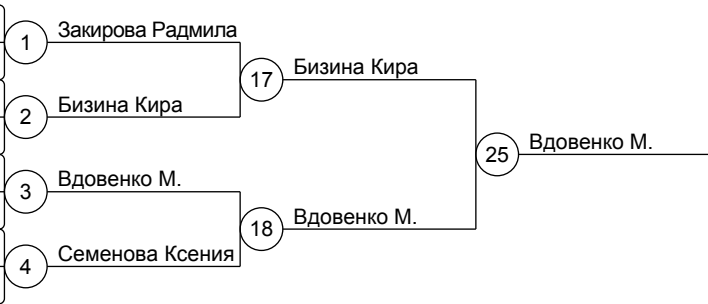 1 Закирова Радмила
17 Бизина Кира
2 Бизина Кира
25 Вдовенко М.
3 Вдовенко М.
18 Вдовенко М.
4 Семенова Ксения